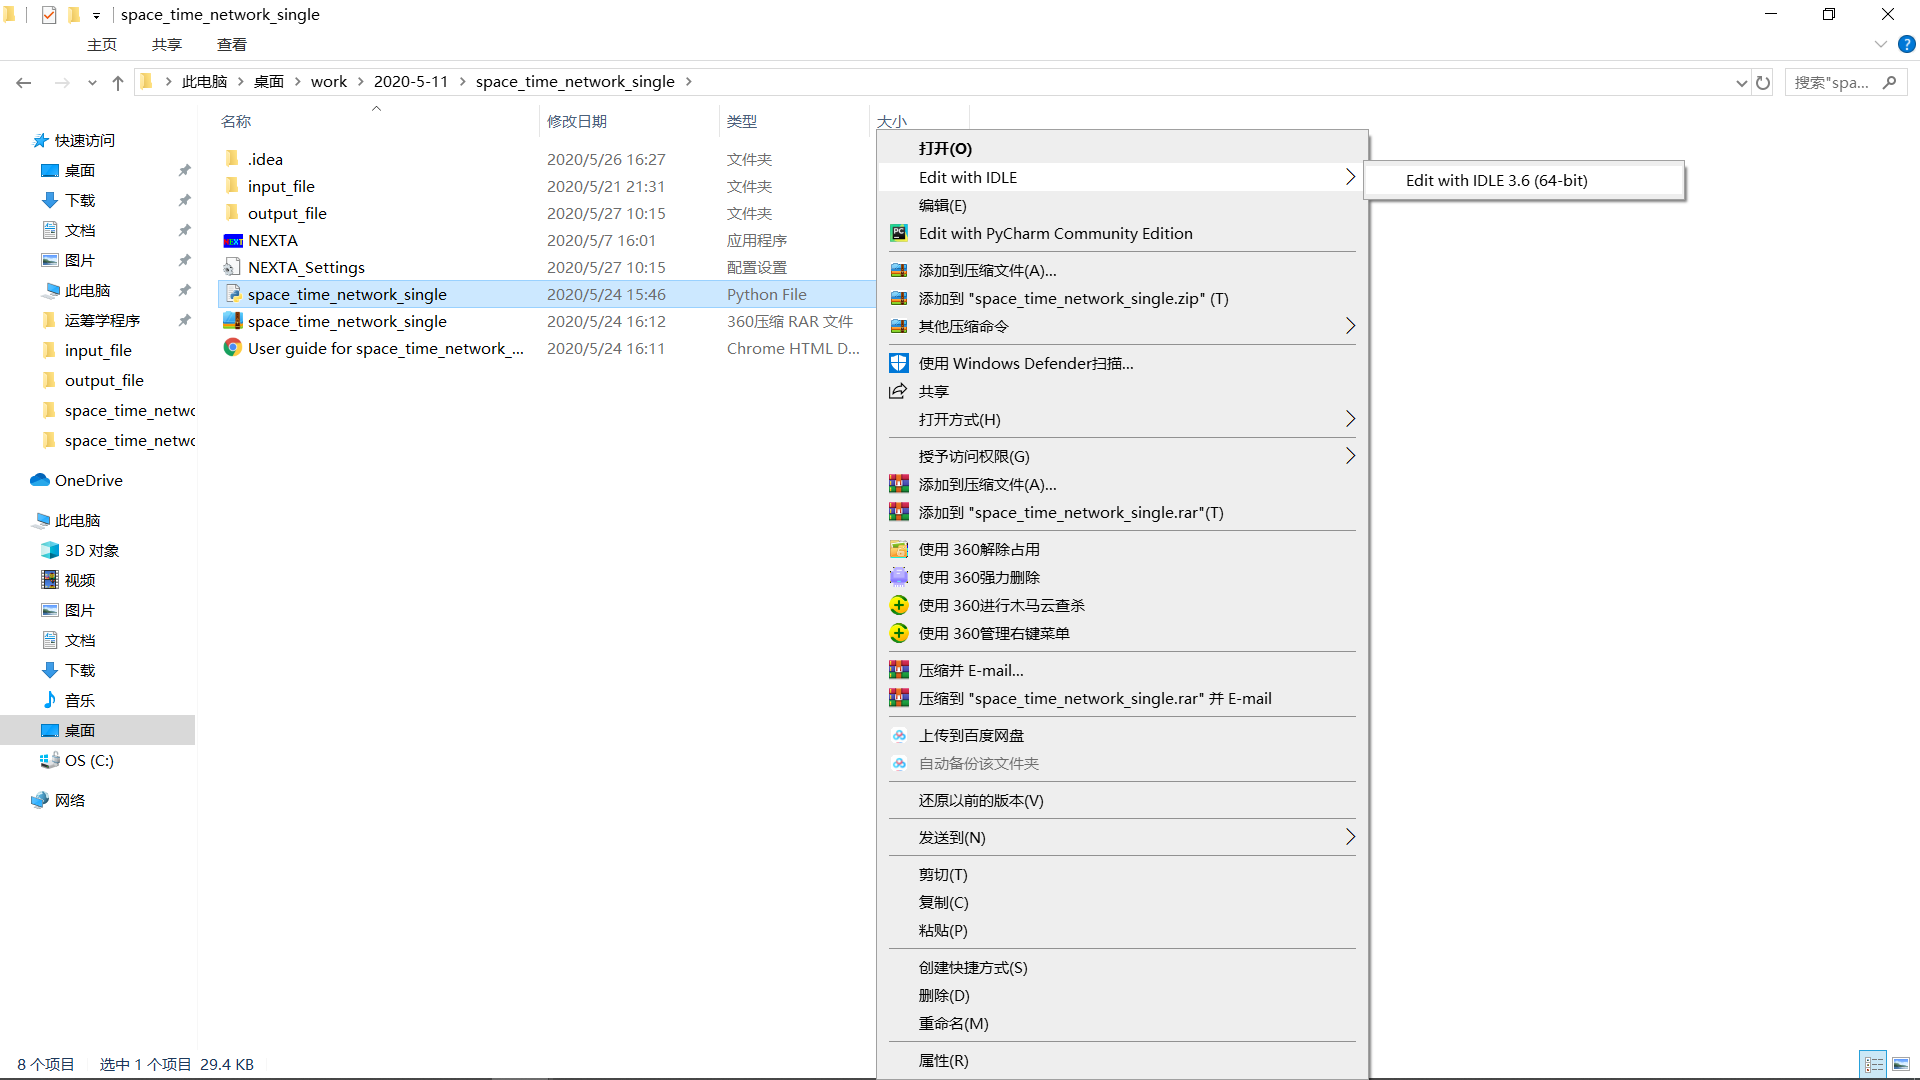 space_time_network_single
主页 共享 查看
此电脑 桌面 work 2020-5-11 space_time_network_single
搜索"spa...
名称 修改日期 类型 大小
快速访问
桌面
下载
文档
图片
此电脑
运筹学程序
input_file
output_file
space_time_netwo
space_time_netwo
OneDrive
此电脑
3D 对象
视频
图片
文档
下载
音乐
桌面
OS (C:)
网络
.idea 2020/5/26 16:27 文件夹
input_file 2020/5/21 21:31 文件夹
output_file 2020/5/27 10:15 文件夹
NEXTA 2020/5/7 16:01 应用程序
NEXTA_Settings 2020/5/27 10:15 配置设置
space_time_network_single 2020/5/24 15:46 Python File
space_time_network_single 2020/5/24 16:12 360压缩 RAR 文件
User guide for space_time_network_... 2020/5/24 16:11 Chrome HTML D...
打开(O)
Edit with IDLE
Edit with IDLE 3.6 (64-bit)
编辑(E)
Edit with PyCharm Community Edition
添加到压缩文件(A)...
添加到 "space_time_network_single.zip" (T)
其他压缩命令
使用 Windows Defender扫描...
共享
打开方式(H)
授予访问权限(G)
添加到压缩文件(A)...
添加到 "space_time_network_single.rar"(T)
使用 360解除占用
使用 360强力删除
使用 360进行木马云查杀
使用 360管理右键菜单
压缩并 E-mail...
压缩到 "space_time_network_single.rar" 并 E-mail
上传到百度网盘
自动备份该文件夹
还原以前的版本(V)
发送到(N)
剪切(T)
复制(C)
粘贴(P)
创建快捷方式(S)
删除(D)
重命名(M)
属性(R)
8 个项目 选中 1 个项目 29.4 KB